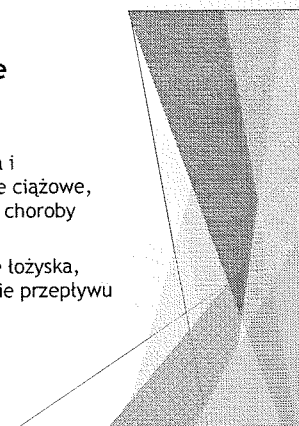 e
i
e ciążowe,
choroby
łożyska,
ie przepływu